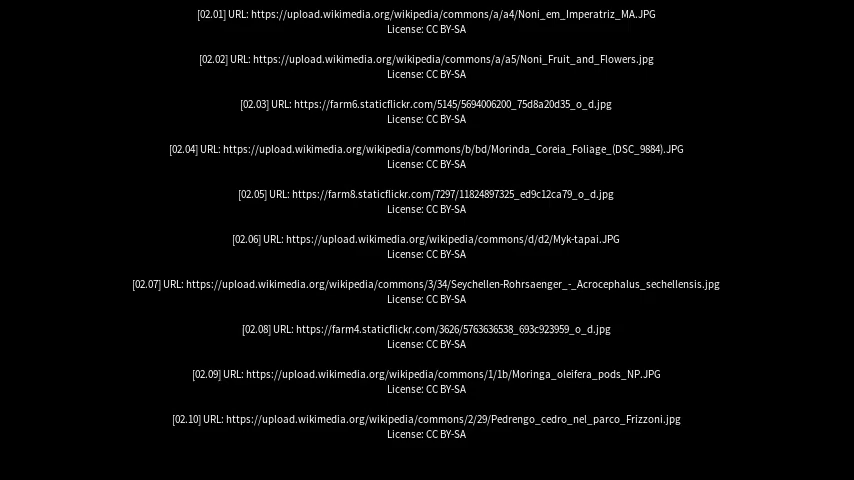 [02.01] URL: https://upload.wikimedia.org/wikipedia/commons/a/a4/Noni_em_Imperatriz_MA.JPG
License: CC BY-SA
[02.02] URL: https://upload.wikimedia.org/wikipedia/commons/a/a5/Noni_Fruit_and_Flowers.jpg
License: CC BY-SA
[02.03] URL: https://farm6.staticflickr.com/5145/5694006200_75d8a20d35_o_d.jpg
License: CC BY-SA
[02.04] URL: https://upload.wikimedia.org/wikipedia/commons/b/bd/Morinda_Coreia_Foliage_(DSC_9884).JPG
License: CC BY-SA
[02.05] URL: https://farm8.staticflickr.com/7297/11824897325_ed9c12ca79_o_d.jpg
License: CC BY-SA
[02.06] URL: https://upload.wikimedia.org/wikipedia/commons/d/d2/Myk-tapai.JPG
License: CC BY-SA
[02.07] URL: https://upload.wikimedia.org/wikipedia/commons/3/34/Seychellen-Rohrsaenger_-_Acrocephalus_sechellensis.jpg
License: CC BY-SA
[02.08] URL: https://farm4.staticflickr.com/3626/5763636538_693c923959_o_d.jpg
License: CC BY-SA
[02.09] URL: https://upload.wikimedia.org/wikipedia/commons/1/1b/Moringa_oleifera_pods_NP.JPG
License: CC BY-SA
[02.10] URL: https://upload.wikimedia.org/wikipedia/commons/2/29/Pedrengo_cedro_nel_parco_Frizzoni.jpg
License: CC BY-SA